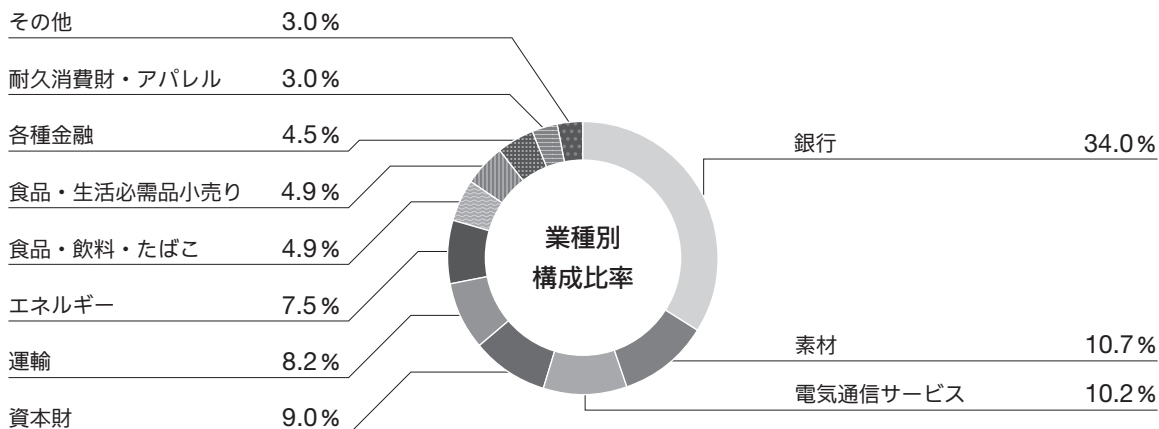 その他 3.0%
耐久消費財・アパレル 3.0%
各種金融 4.5%
食品・生活必需品小売り 4.9%
食品・飲料・たばこ 4.9%
エネルギー 7.5%
運輸 8.2%
資本財 9.0%
業種別
構成比率
銀行 34.0%
素材 10.7%
電気通信サービス 10.2%